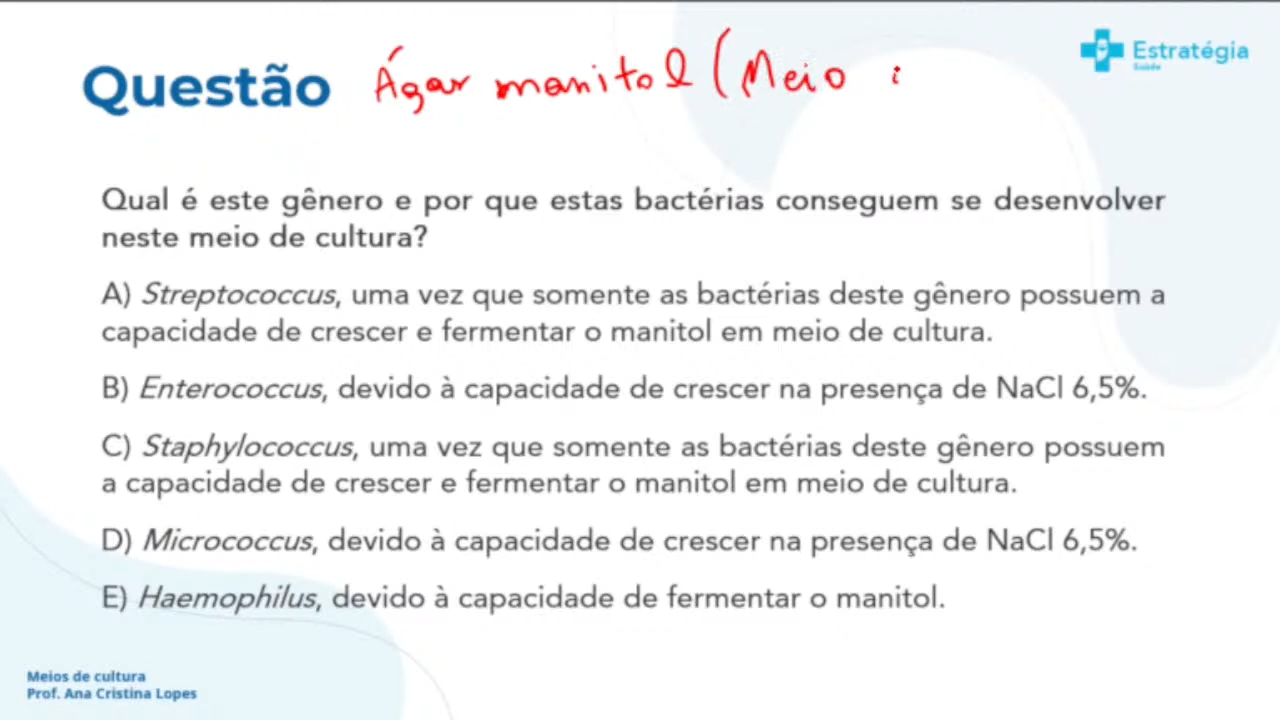 Estratégia
Saúde
Questão Ágar manitol (Meio i
Qual é este gênero e por que estas bactérias conseguem se desenvolver
neste meio de cultura?
A) Streptococcus, uma vez que somente as bactérias deste gênero possuem a
capacidade de crescer e fermentar o manitol em meio de cultura.
B) Enterococcus, devido à capacidade de crescer na presença de NaCl 6,5%.
C) Staphylococcus, uma vez que somente as bactérias deste gênero possuem
a capacidade de crescer e fermentar o manitol em meio de cultura.
D) Micrococcus, devido à capacidade de crescer na presença de NaCl 6,5%.
E) Haemophilus, devido à capacidade de fermentar o manitol.
Meios de cultura
Prof. Ana Cristina Lopes